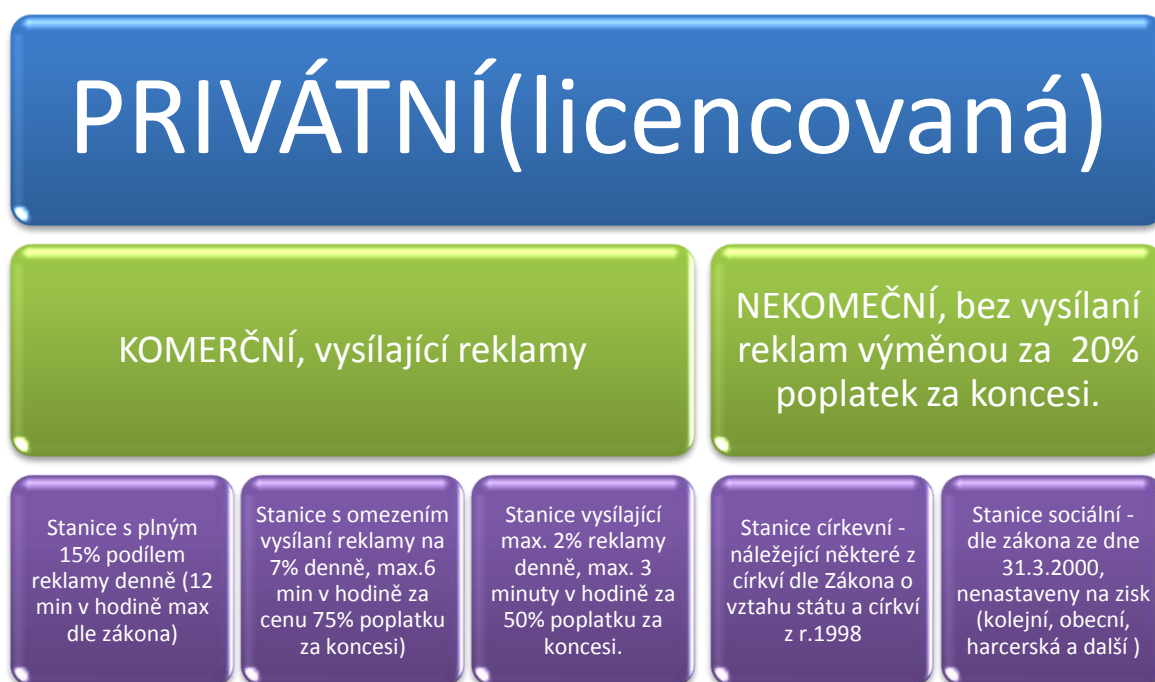 PRIVÁTNÍ(licencovaná)
KOMERČNÍ, vysílající reklamy
NEKOMEČNÍ, bez vysílaní
reklam výměnou za 20%
poplatek za koncesi.
Stanice s plným
15% podílem
reklamy denně (12
min v hodině max
dle zákona)
Stanice s omezením
vysílaní reklamy na
7% denně, max.6
min v hodině za
cenu 75% poplatku
za koncesi)
Stanice vysílající
max. 2% reklamy
denně, max. 3
minuty v hodině za
50% poplatku za
koncesi.
Stanice církevní -
náležející některé z
církví dle Zákona o
vztahu státu a církví
z r.1998
Stanice sociální -
dle zákona ze dne
31.3.2000,
nenastaveny na zisk
(kolejní, obecní,
harcerská a další )